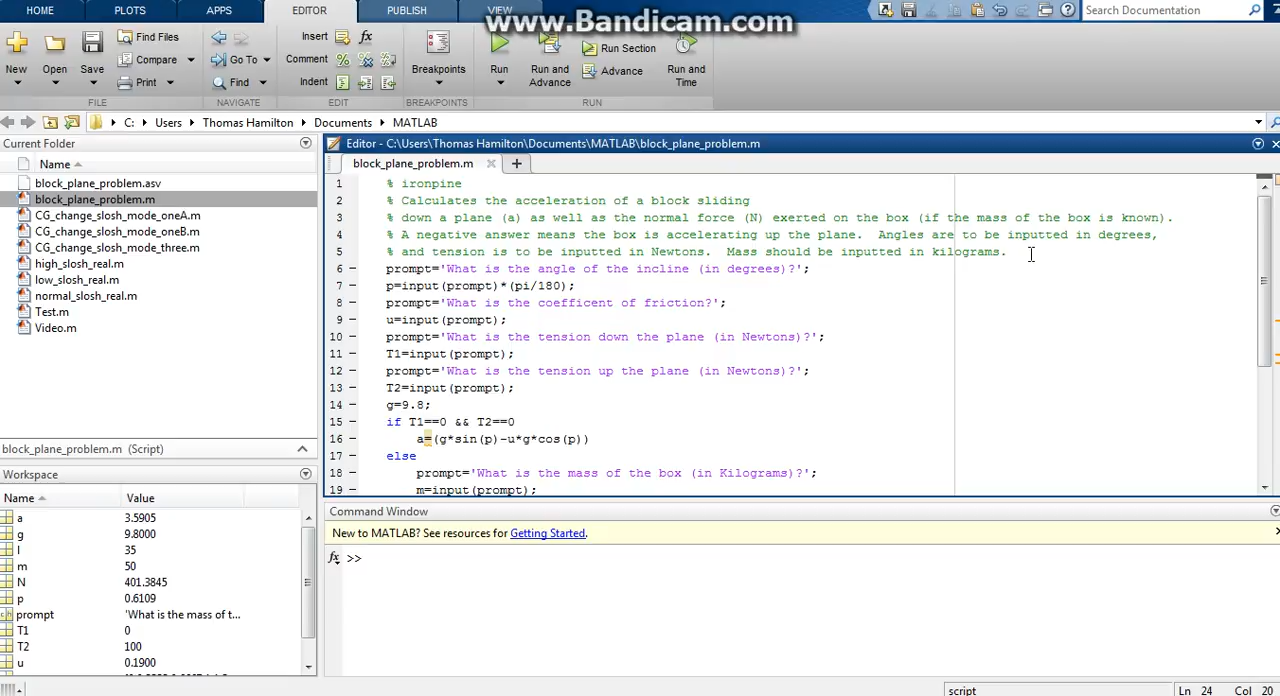 HOME PLOTS APPS EDITOR PUBLISH VIEW
www.Bandicam.com
Search Documentation
New Open Save
Find Files
Compare
Print
Go To
Find
Insert
Comment
Indent
fx
Breakpoints
Run
Run and Advance
Run Section
Advance
Run and Time
FILE NAVIGATE EDIT BREAKPOINTS RUN
C: Users Thomas Hamilton Documents MATLAB
Current Folder
Name
block_plane_problem.asv
block_plane_problem.m
CG_change_slosh_mode_oneA.m
CG_change_slosh_mode_oneB.m
CG_change_slosh_mode_three.m
high_slosh_real.m
low_slosh_real.m
normal_slosh_real.m
Test.m
Video.m
block_plane_problem.m (Script)
Workspace
Name Value
a 3.5905
g 9.8000
l 35
m 50
N 401.3845
p 0.6109
prompt 'What is the mass of t...
T1 0
T2 100
u 0.1900
Editor - C:\Users\Thomas Hamilton\Documents\MATLAB\block_plane_problem.m
block_plane_problem.m
1 % ironpine
2 % Calculates the acceleration of a block sliding
3 % down a plane (a) as well as the normal force (N) exerted on the box (if the mass of the box is known).
4 % A negative answer means the box is accelerating up the plane. Angles are to be inputted in degrees,
5 % and tension is to be inputted in Newtons. Mass should be inputted in kilograms.
6 – prompt='What is the angle of the incline (in degrees)?';
7 – p=input(prompt)*(pi/180);
8 – prompt='What is the coefficent of friction?';
9 – u=input(prompt);
10 – prompt='What is the tension down the plane (in Newtons)?';
11 – T1=input(prompt);
12 – prompt='What is the tension up the plane (in Newtons)?';
13 – T2=input(prompt);
14 – g=9.8;
15 – if T1==0 && T2==0
16 – a=(g*sin(p)-u*g*cos(p))
17 – else
18 – prompt='What is the mass of the box (in Kilograms)?';
19 – m=input(prompt);
Command Window
New to MATLAB? See resources for Getting Started.
fx >>
script Ln 24 Col 20